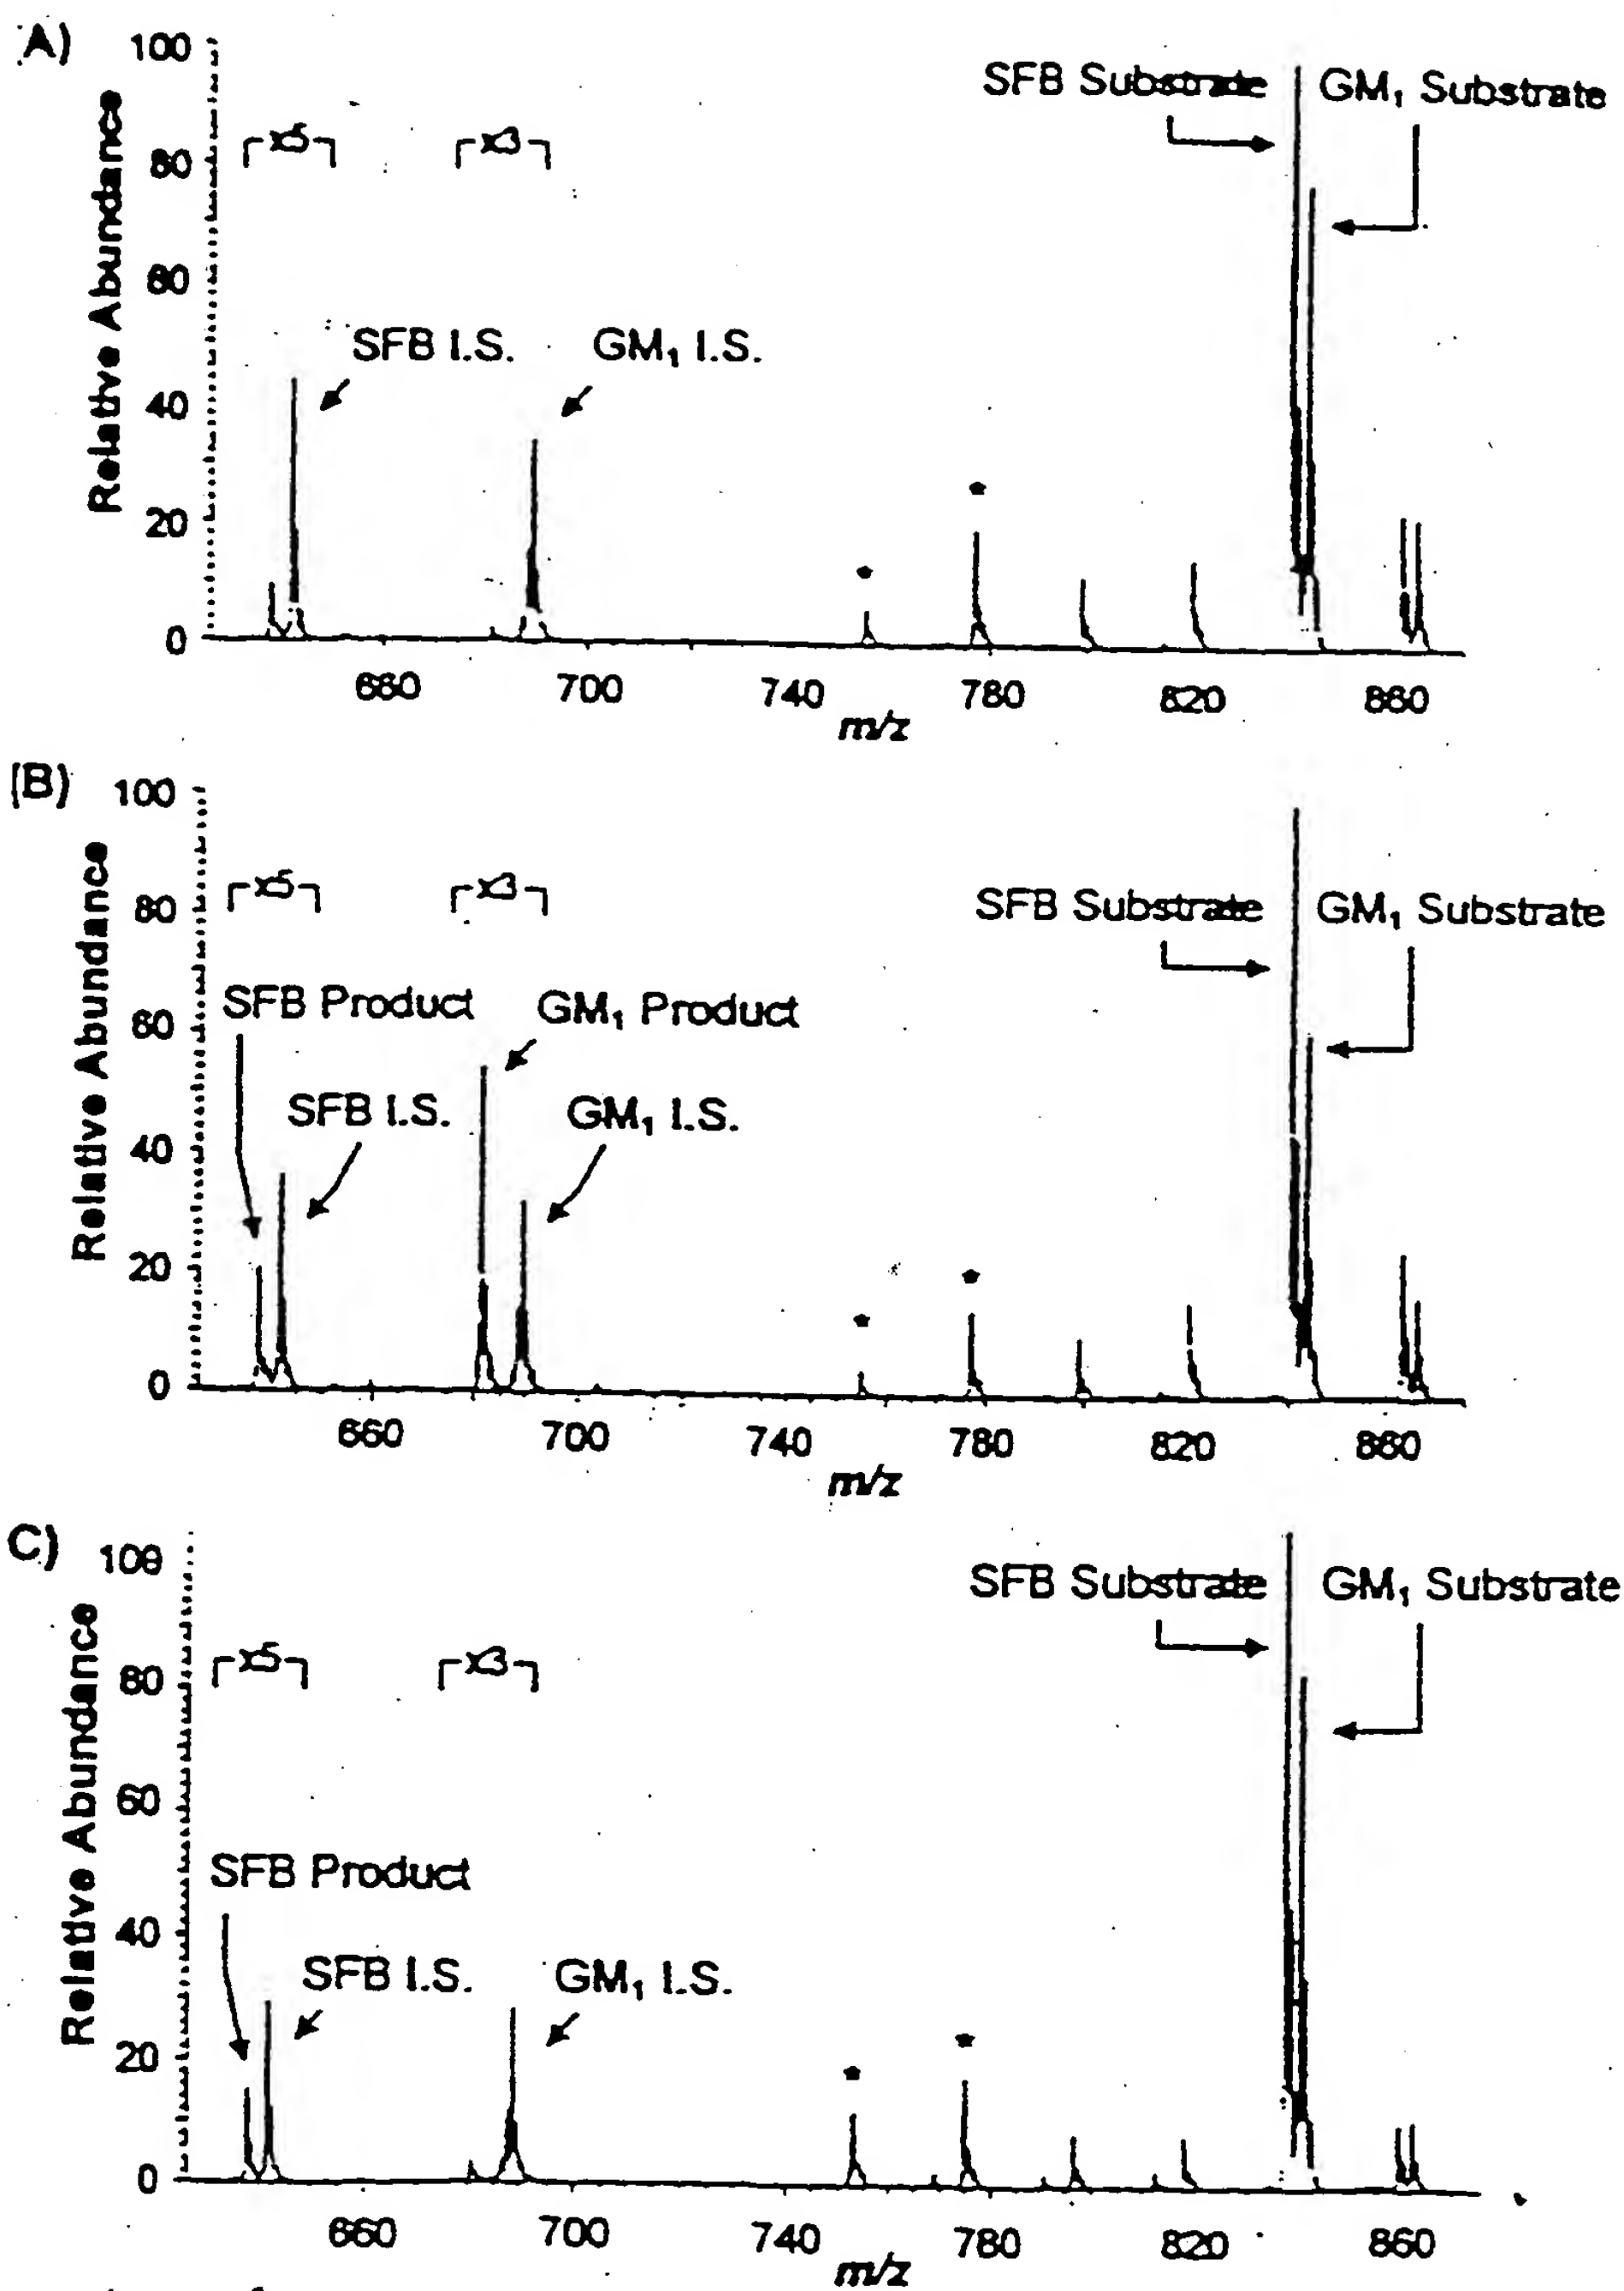 A)
100
80
60
40
20
0
Relative Abundance
x5
x3
SFB Substrate
GM₁ Substrate
SFB I.S.
GM₁ I.S.
*
*
660
700
740
780
820
860
m/z
(B)
100
80
60
40
20
0
Relative Abundance
x5
x3
SFB Substrate
GM₁ Substrate
SFB Product
GM₁ Product
SFB I.S.
GM₁ I.S.
*
*
660
700
740
780
820
860
m/z
C)
100
80
60
40
20
0
Relative Abundance
x5
x3
SFB Substrate
GM₁ Substrate
SFB Product
SFB I.S.
GM₁ I.S.
*
*
660
700
740
780
820
860
m/z